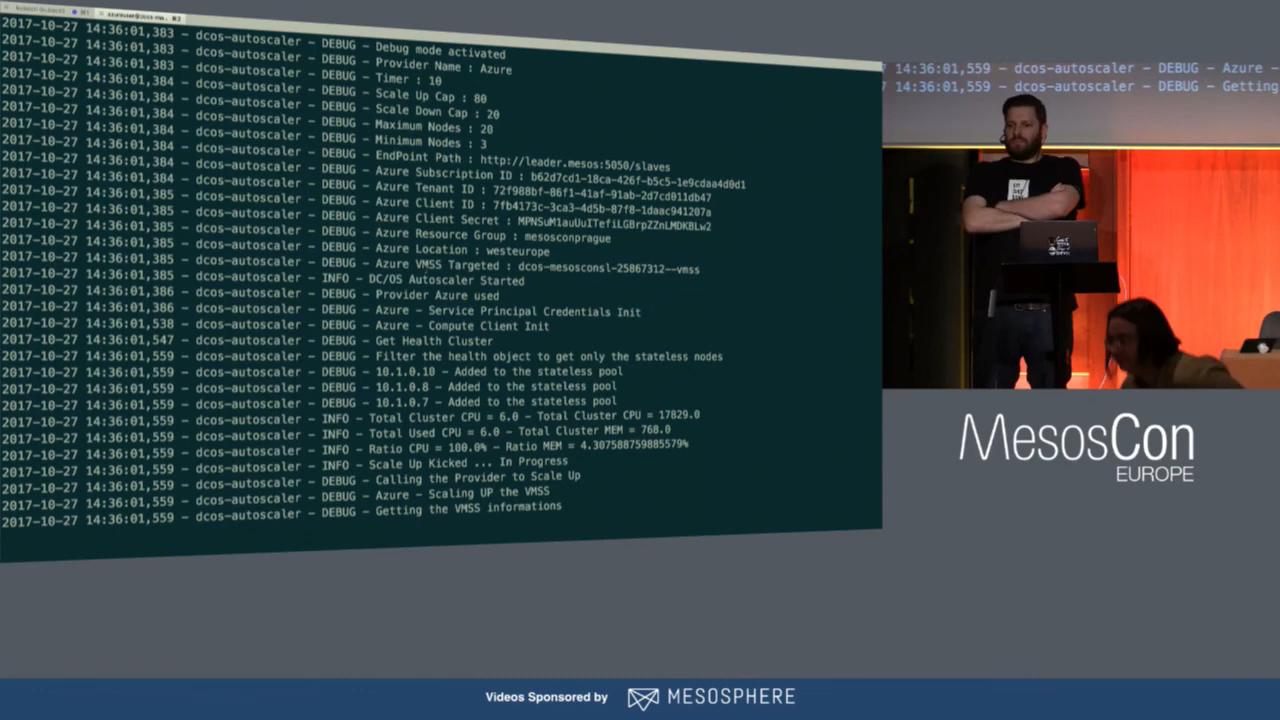 2017-10-27 14:36:01,383 - dcos-autoscaler - DEBUG - Debug mode activated
2017-10-27 14:36:01,383 - dcos-autoscaler - DEBUG - Provider Name : Azure
2017-10-27 14:36:01,383 - dcos-autoscaler - DEBUG - Timer : 10
2017-10-27 14:36:01,384 - dcos-autoscaler - DEBUG - Scale Up Cap : 80
2017-10-27 14:36:01,384 - dcos-autoscaler - DEBUG - Scale Down Cap : 20
2017-10-27 14:36:01,384 - dcos-autoscaler - DEBUG - Maximum Nodes : 20
2017-10-27 14:36:01,384 - dcos-autoscaler - DEBUG - Minimum Nodes : 3
2017-10-27 14:36:01,384 - dcos-autoscaler - DEBUG - EndPoint Path : http://leader.mesos:5050/slaves
2017-10-27 14:36:01,384 - dcos-autoscaler - DEBUG - Azure Subscription ID : b62d7cd1-18ca-426f-b5c5-1e9cdaa4d0d1
2017-10-27 14:36:01,385 - dcos-autoscaler - DEBUG - Azure Tenant ID : 72f988bf-86f1-41af-91ab-2d7cd011db47
2017-10-27 14:36:01,385 - dcos-autoscaler - DEBUG - Azure Client ID : 7fb4173c-3ca3-4d5b-87f8-1daac941207a
2017-10-27 14:36:01,385 - dcos-autoscaler - DEBUG - Azure Client Secret :
2017-10-27 14:36:01,385 - dcos-autoscaler - DEBUG - Azure Resource Group : mesosconprague
2017-10-27 14:36:01,385 - dcos-autoscaler - DEBUG - Azure Location : westeurope
2017-10-27 14:36:01,385 - dcos-autoscaler - DEBUG - Azure VMSS Targeted : dcos-mesosconsl-25867312--vmss
2017-10-27 14:36:01,385 - dcos-autoscaler - INFO - DC/OS Autoscaler Started
2017-10-27 14:36:01,386 - dcos-autoscaler - DEBUG - Provider Azure used
2017-10-27 14:36:01,386 - dcos-autoscaler - DEBUG - Azure - Service Principal Credentials Init
2017-10-27 14:36:01,538 - dcos-autoscaler - DEBUG - Azure - Compute Client Init
2017-10-27 14:36:01,547 - dcos-autoscaler - DEBUG - Get Health Cluster
2017-10-27 14:36:01,559 - dcos-autoscaler - DEBUG - Filter the health object to get only the stateless nodes
2017-10-27 14:36:01,559 - dcos-autoscaler - DEBUG - 10.1.0.10 - Added to the stateless pool
2017-10-27 14:36:01,559 - dcos-autoscaler - DEBUG - 10.1.0.8 - Added to the stateless pool
2017-10-27 14:36:01,559 - dcos-autoscaler - DEBUG - 10.1.0.7 - Added to the stateless pool
2017-10-27 14:36:01,559 - dcos-autoscaler - INFO - Total Cluster CPU = 6.0 - Total Cluster CPU = 17829.0
2017-10-27 14:36:01,559 - dcos-autoscaler - INFO - Total Used CPU = 6.0 - Total Cluster MEM = 768.0
2017-10-27 14:36:01,559 - dcos-autoscaler - INFO - Ratio CPU = 100.0% - Ratio MEM = 4.307588759885579%
2017-10-27 14:36:01,559 - dcos-autoscaler - INFO - Scale Up Kicked ... In Progress
2017-10-27 14:36:01,559 - dcos-autoscaler - DEBUG - Calling the Provider to Scale Up
2017-10-27 14:36:01,559 - dcos-autoscaler - DEBUG - Azure - Scaling UP the VMSS
2017-10-27 14:36:01,559 - dcos-autoscaler - DEBUG - Getting the VMSS informations
14:36:01,559 - dcos-autoscaler - DEBUG - Azure -
14:36:01,559 - dcos-autoscaler - DEBUG - Getting
MesosCon
EUROPE
Videos Sponsored by MESOSPHERE